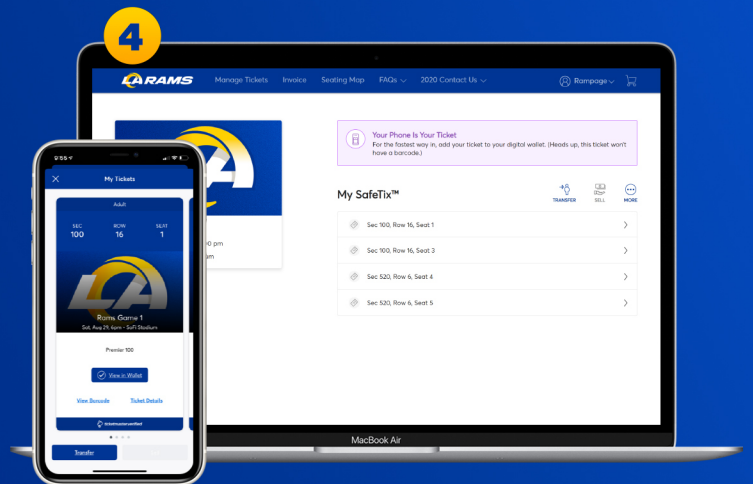 4
LA RAMS
Manage Tickets
Invoice
Seating Map
FAQs
2020 Contact Us
Rampage
Your Phone Is Your Ticket
For the fastest way in, add your ticket to your digital wallet. (Heads up, this ticket won't
have a barcode.)
My SafeTix™
TRANSFER
SELL
MORE
Sec 100, Row 16, Seat 1
Sec 100, Row 16, Seat 3
Sec 520, Row 6, Seat 4
Sec 520, Row 6, Seat 5
pm
am
MacBook Air
9:55
My Tickets
Adult
SEC
ROW
SEAT
100
16
1
Rams Game 1
Sat, Aug 29, 6pm - SoFi Stadium
Premier 100
View in Wallet
View Barcode
Ticket Details
ticketmaster verified
Transfer